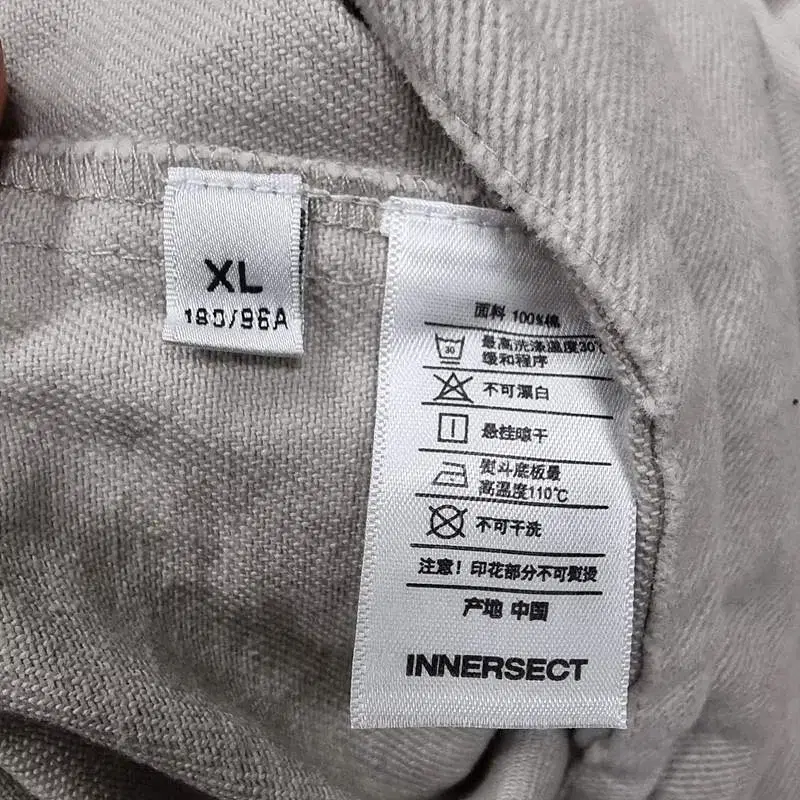 XL
180/96A
面料 100%棉
30
最高洗涤温度30℃
缓和程序
不可漂白
悬挂晾干
熨斗底板最
高温度110℃
不可干洗
注意！印花部分不可熨烫
产地 中国
INNERSECT